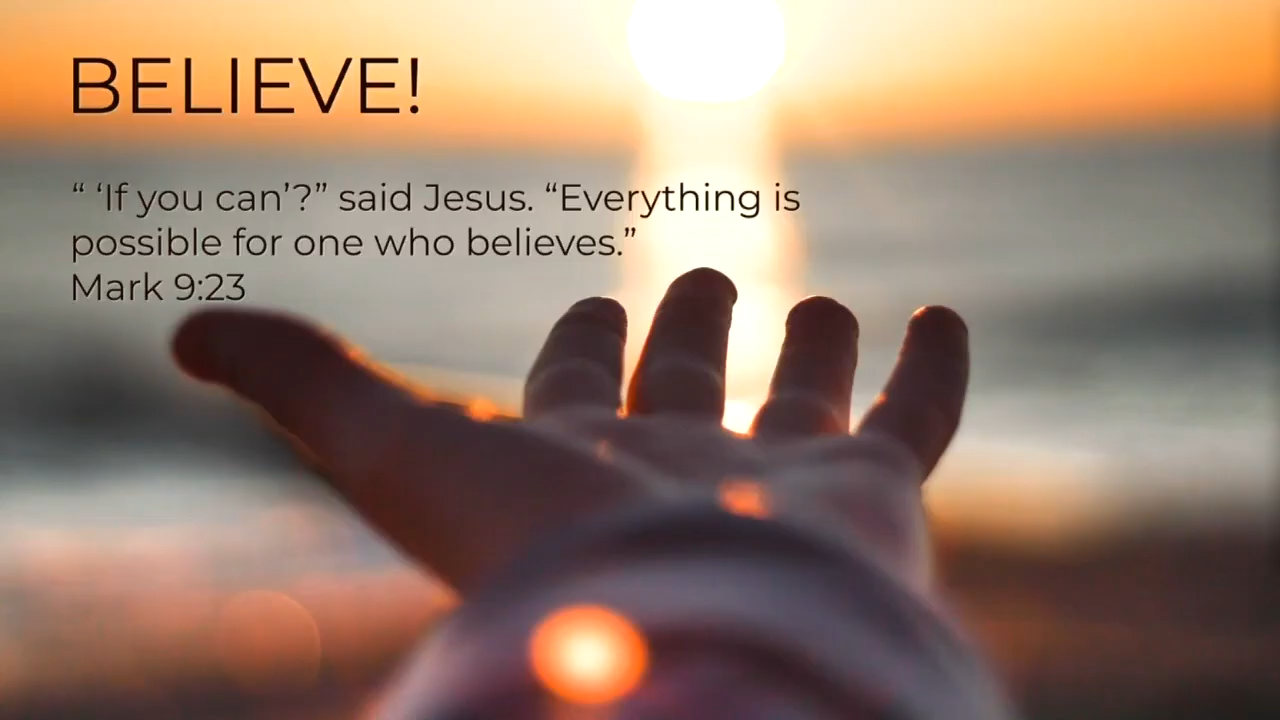 BELIEVE!
“ ‘If you can’?” said Jesus. “Everything is
possible for one who believes.”
Mark 9:23